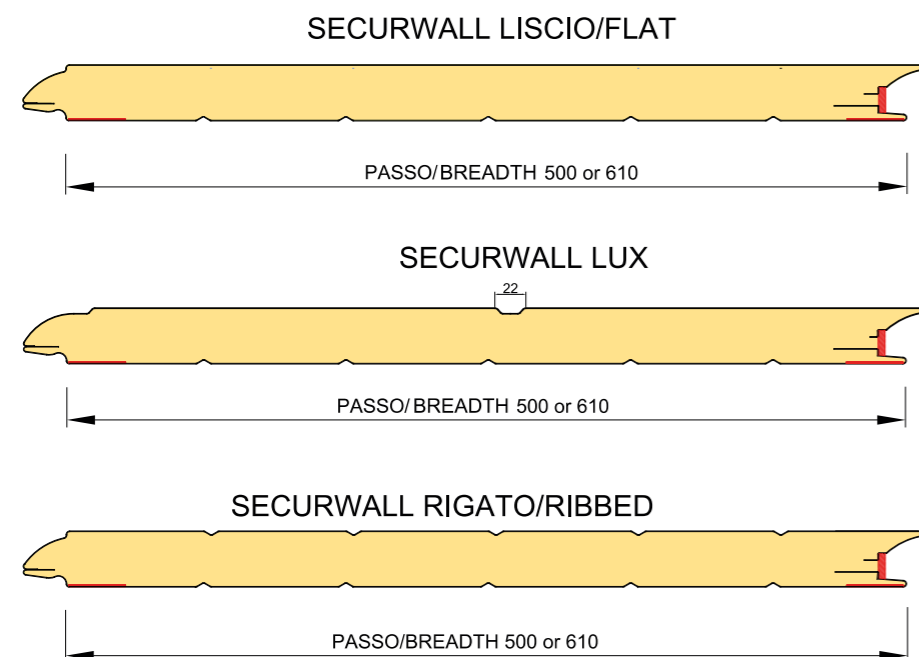 SECURWALL LISCIO/FLAT
PASSO/BREADTH 500 or 610
SECURWALL LUX
22
PASSO/BREADTH 500 or 610
SECURWALL RIGATO/RIBBED
PASSO/BREADTH 500 or 610